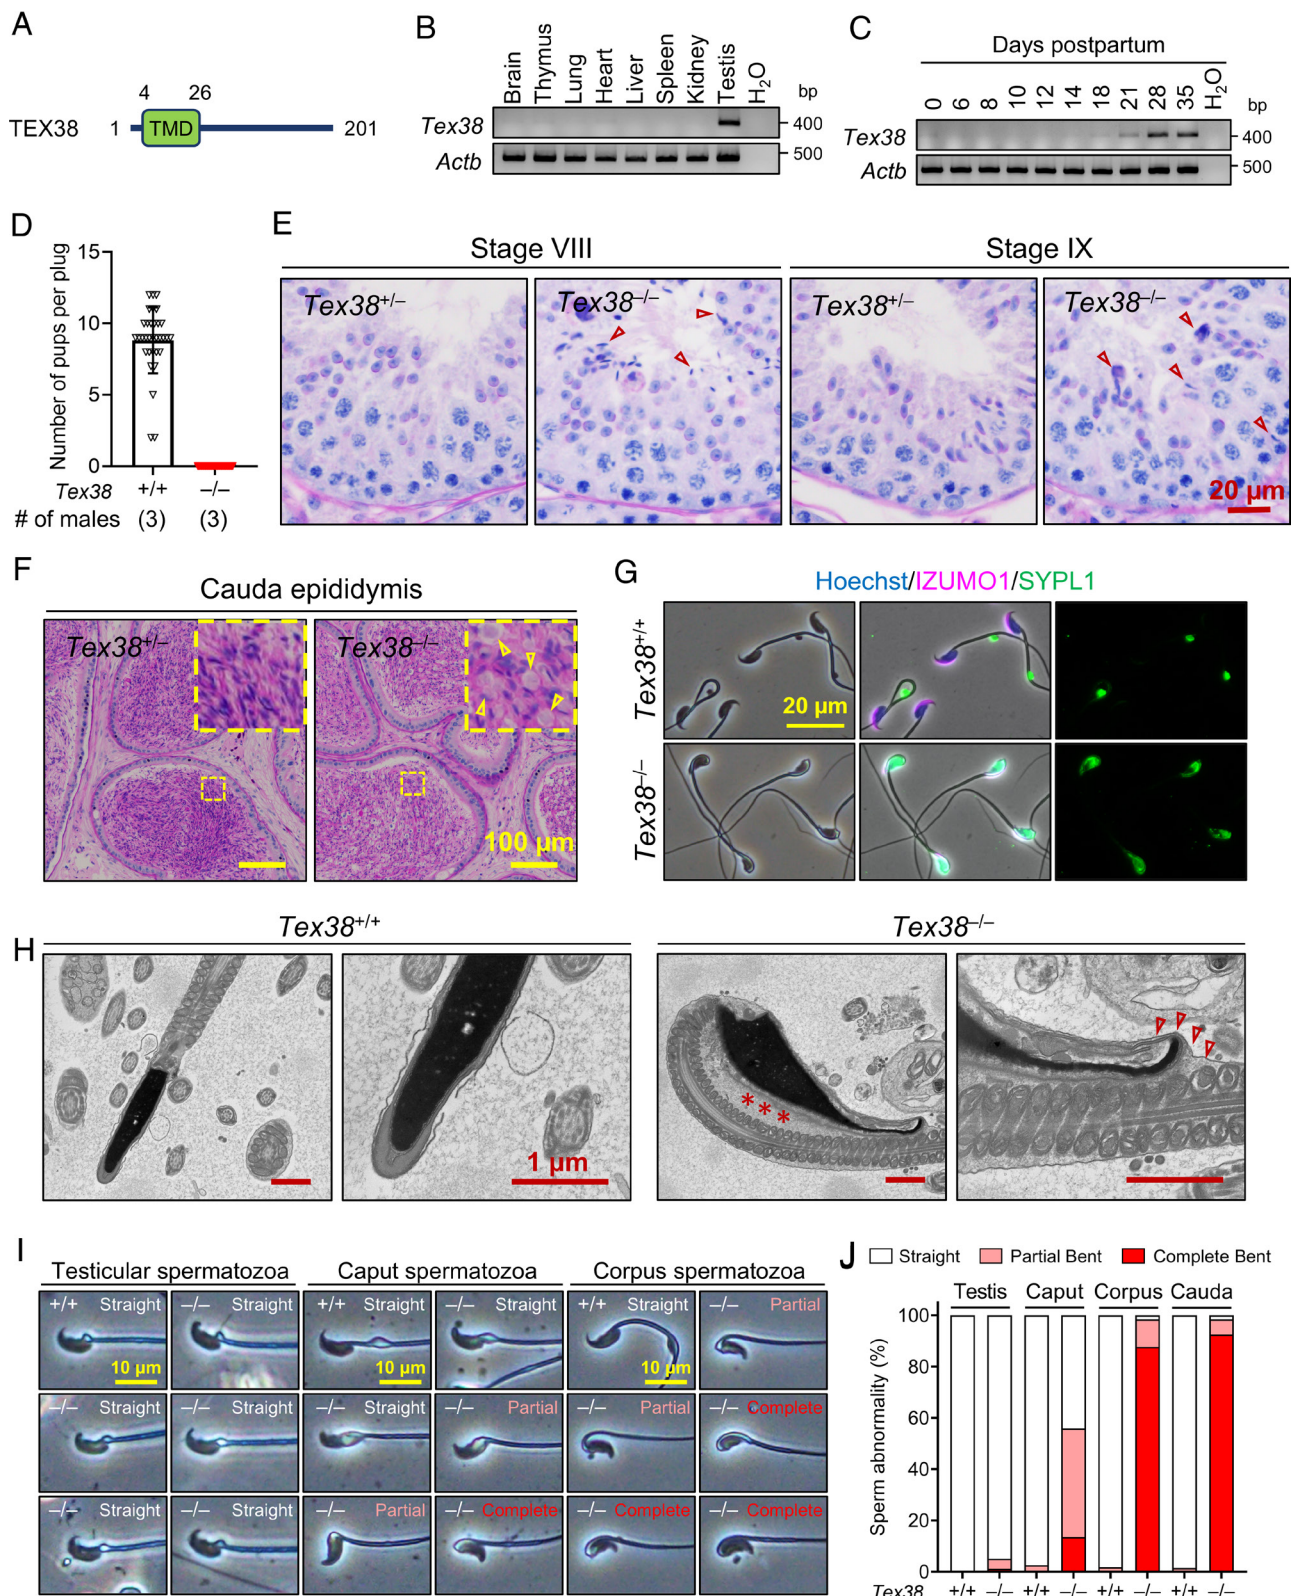 A
4 26
TEX38 1 TMD 201
B
Brain Thymus Lung Heart Liver Spleen Kidney Testis H2O
bp
Tex38 400
Actb 500
C
Days postpartum
0 6 8 10 12 14 18 21 28 35 H2O
bp
Tex38 400
Actb 500
D
Number of pups per plug
15
10
5
0
Tex38 +/+ –/–
# of males (3) (3)
E
Stage VIII Stage IX
Tex38+/– Tex38–/– Tex38+/– Tex38–/–
20 µm
F
Cauda epididymis
Tex38+/– Tex38–/–
100 µm
G
Hoechst/IZUMO1/SYPL1
Tex38+/+
20 µm
Tex38–/–
H
Tex38+/+ Tex38–/–
***
1 µm
I
Testicular spermatozoa Caput spermatozoa Corpus spermatozoa
+/+ Straight –/– Straight +/+ Straight –/– Straight +/+ Straight –/– Partial
10 µm 10 µm 10 µm
–/– Straight –/– Straight –/– Straight –/– Partial –/– Partial –/– Complete
–/– Straight –/– Straight –/– Partial –/– Complete –/– Complete –/– Complete
J
Straight Partial Bent Complete Bent
Testis Caput Corpus Cauda
Sperm abnormality (%)
100
80
60
40
20
0
Tex38 +/+ –/– +/+ –/– +/+ –/– +/+ –/–